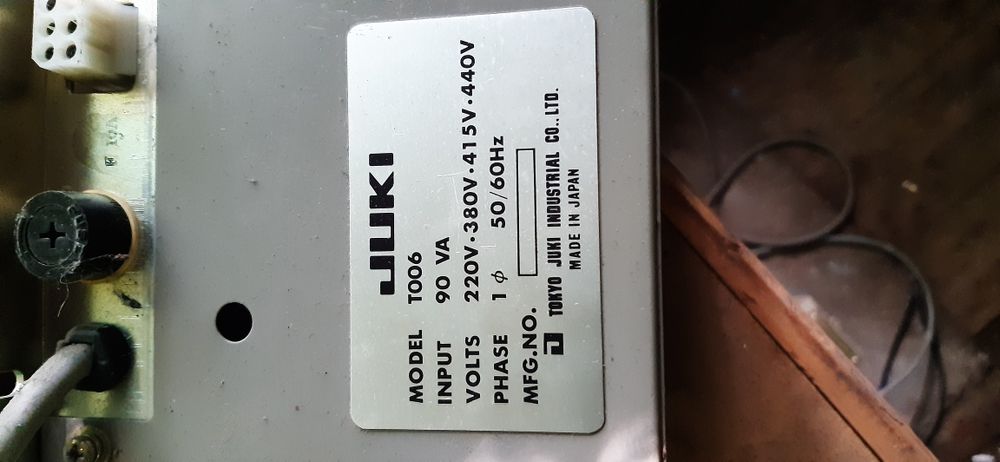 JUKI
MODEL TO06
INPUT 90 VA
VOLTS 220V·380V·415V·440V
PHASE 1 ϕ 50/60Hz
MFG.NO.
TOKYO JUKI INDUSTRIAL CO.,LTD.
MADE IN JAPAN